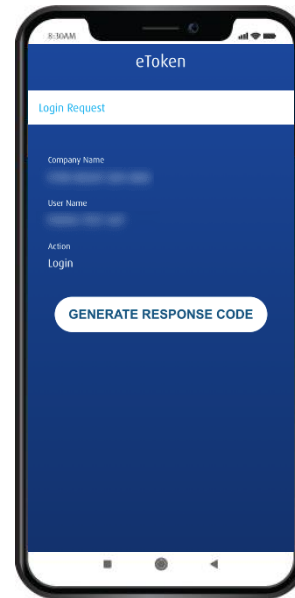 8:30AM
eToken
Login Request
Company Name
User Name
Action
Login
GENERATE RESPONSE CODE